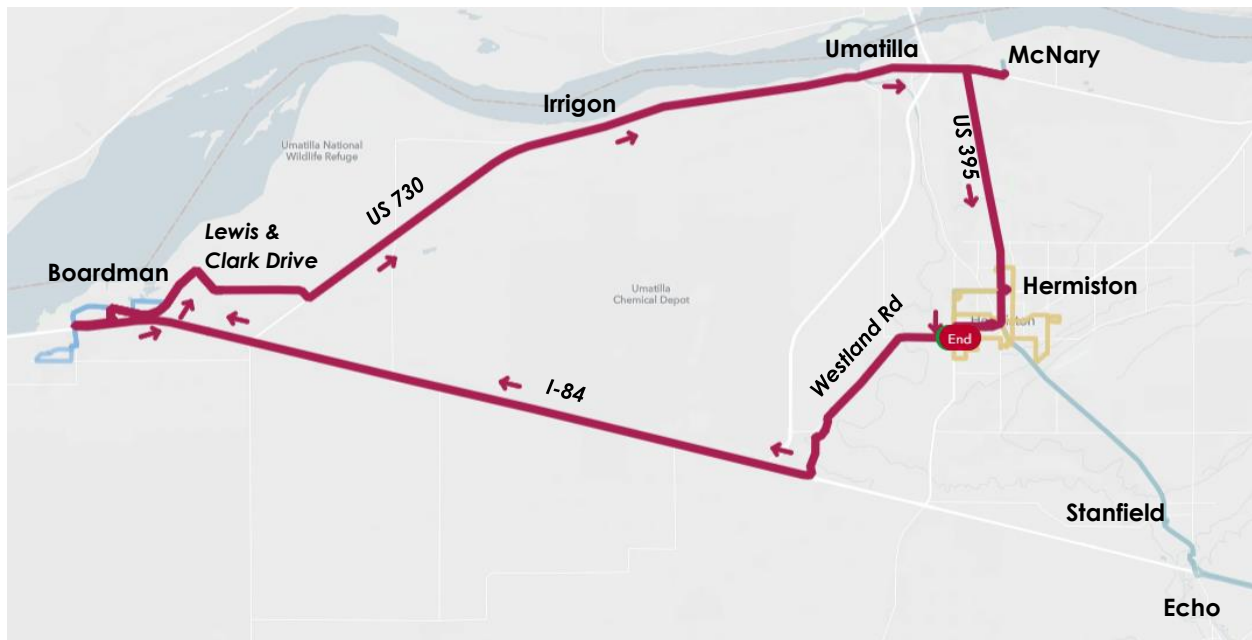 Umatilla
McNary
Irrigon
US 395
Umatilla National
Wildlife Refuge
US 730
Lewis &
Clark Drive
Boardman
Umatilla
Chemical Depot
Hermiston
End
Westland Rd
I-84
Stanfield
Echo